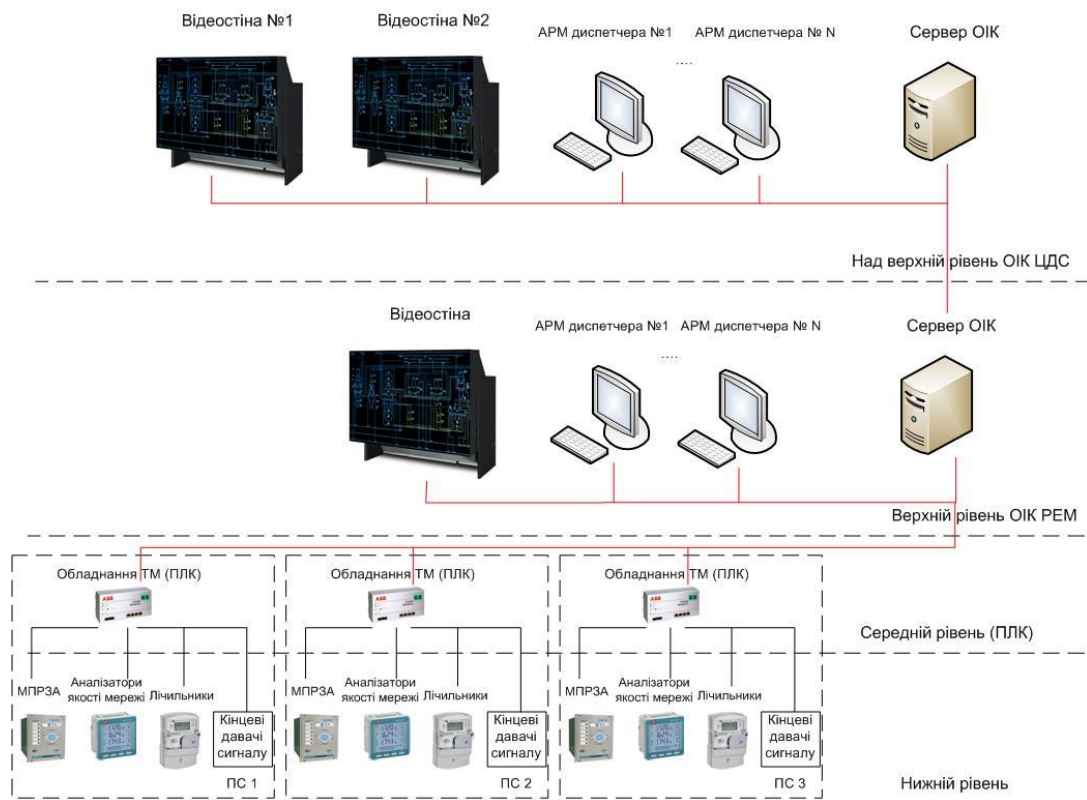 Відеостіна №1
Відеостіна №2
АРМ диспетчера №1
АРМ диспетчера № N
....
Сервер ОІК
Над верхній рівень ОІК ЦДС
Відеостіна
АРМ диспетчера №1
АРМ диспетчера № N
....
Сервер ОІК
Верхній рівень ОІК РЕМ
Обладнання ТМ (ПЛК)
Обладнання ТМ (ПЛК)
Обладнання ТМ (ПЛК)
ABB
ABB
ABB
Середній рівень (ПЛК)
МПРЗА
Аналізатори
якості мережі
Лічильники
Кінцеві
давачі
сигналу
ПС 1
МПРЗА
Аналізатори
якості мережі
Лічильники
Кінцеві
давачі
сигналу
ПС 2
МПРЗА
Аналізатори
якості мережі
Лічильники
Кінцеві
давачі
сигналу
ПС 3
Нижній рівень